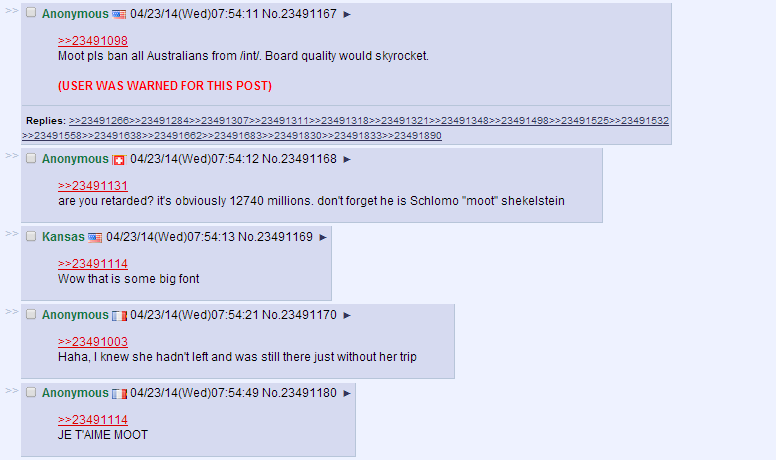 >> Anonymous 04/23/14(Wed)07:54:11 No.23491167 ►
>>23491098
Moot pls ban all Australians from /int/. Board quality would skyrocket.
(USER WAS WARNED FOR THIS POST)
Replies: >>23491266>>23491284>>23491307>>23491311>>23491318>>23491321>>23491348>>23491498>>23491525>>23491532
>>23491558>>23491638>>23491662>>23491683>>23491830>>23491833>>23491890
>> Anonymous 04/23/14(Wed)07:54:12 No.23491168 ►
>>23491131
are you retarded? it's obviously 12740 millions. don't forget he is Schlomo "moot" shekelstein
>> Kansas 04/23/14(Wed)07:54:13 No.23491169 ►
>>23491114
Wow that is some big font
>> Anonymous 04/23/14(Wed)07:54:21 No.23491170 ►
>>23491003
Haha, I knew she hadn't left and was still there just without her trip
>> Anonymous 04/23/14(Wed)07:54:49 No.23491180 ►
>>23491114
JE T'AIME MOOT